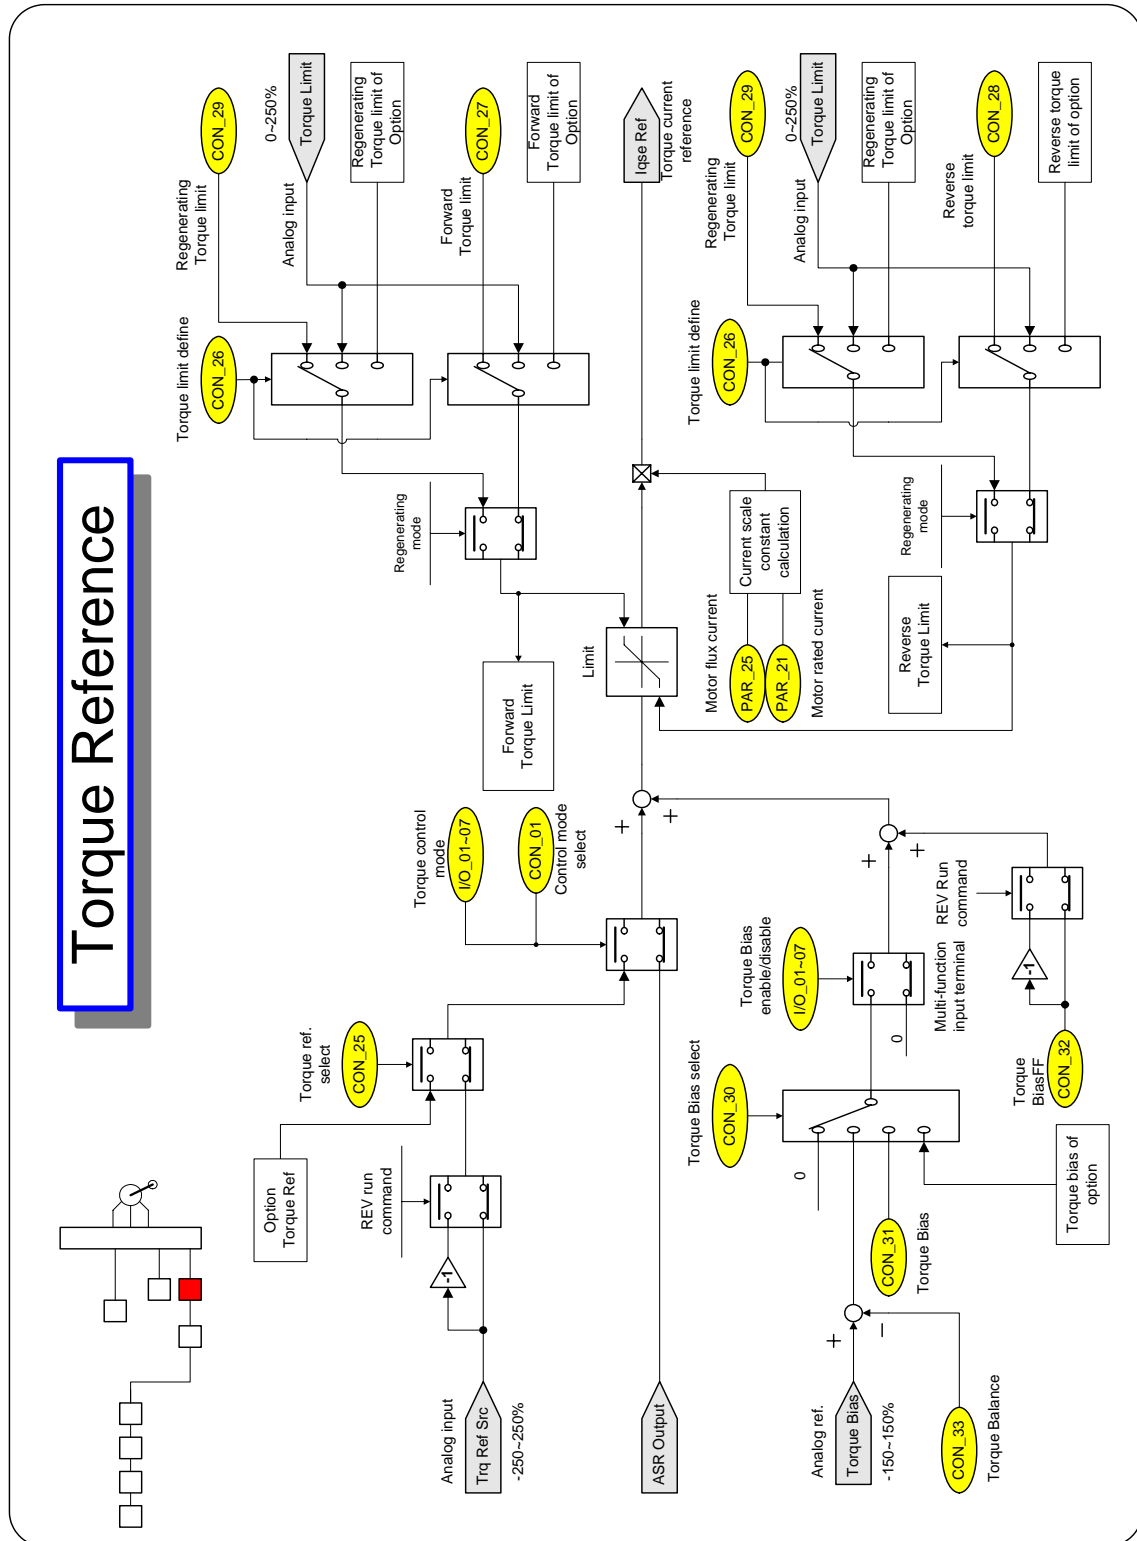 Torque Reference
Option
Torque Ref
Torque ref.
select
CON_25
REV run
command
-1
Analog input
Trq Ref Src
-250~250%
ASR Output
Torque control
mode
I/O_01~07
CON_01
Control mode
select
Forward
Torque Limit
Limit
Regenerating
mode
Torque limit define
CON_26
Regenerating
Torque limit
CON_29
Analog input
0~250%
Torque Limit
Regenerating
Torque limit of
Option
Forward
Torque limit
CON_27
Forward
Torque limit of
Option
Iqse Ref
Torque current
reference
Motor flux current
PAR_25
PAR_21
Motor rated current
Current scale
constant
calculation
+
+
Analog ref.
Torque Bias
-150~150%
+
−
CON_33
Torque Balance
CON_31
Torque Bias
Torque Bias select
CON_30
0
Torque bias of
option
Torque Bias
enable/disable
I/O_01~07
Multi-function
input terminal
0
Torque
BiasFF
CON_32
-1
REV Run
command
+
+
Reverse
Torque Limit
Regenerating
mode
Torque limit define
CON_26
Regenerating
Torque limit
CON_29
Analog input
0~250%
Torque Limit
Regenerating
Torque limit of
Option
Reverse
torque limit
CON_28
Reverse torque
limit of option